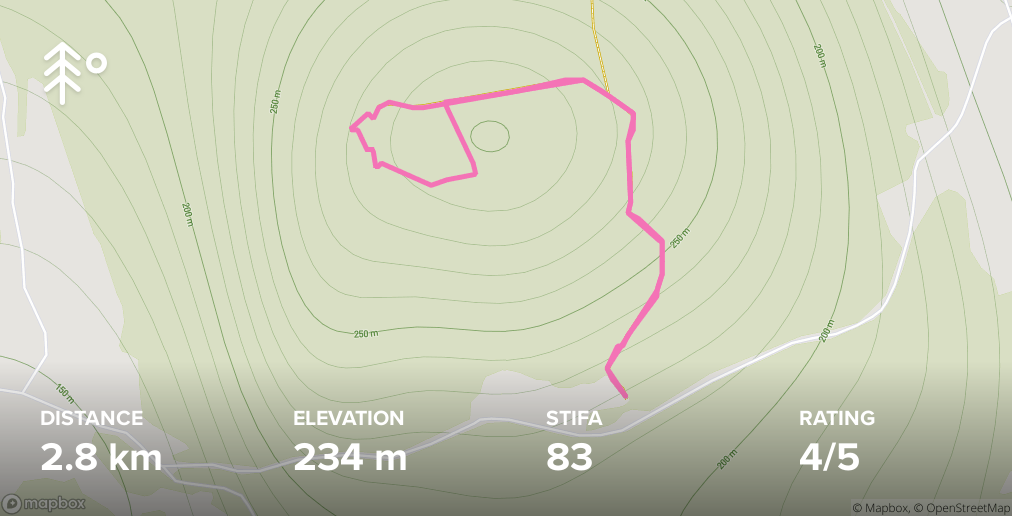 200 m
250 m
200 m
250 m
250 m
200 m
150 m
DISTANCE
2.8 km
ELEVATION
234 m
STIFA
83
RATING
4/5
200 m
mapbox
© Mapbox, © OpenStreetMap